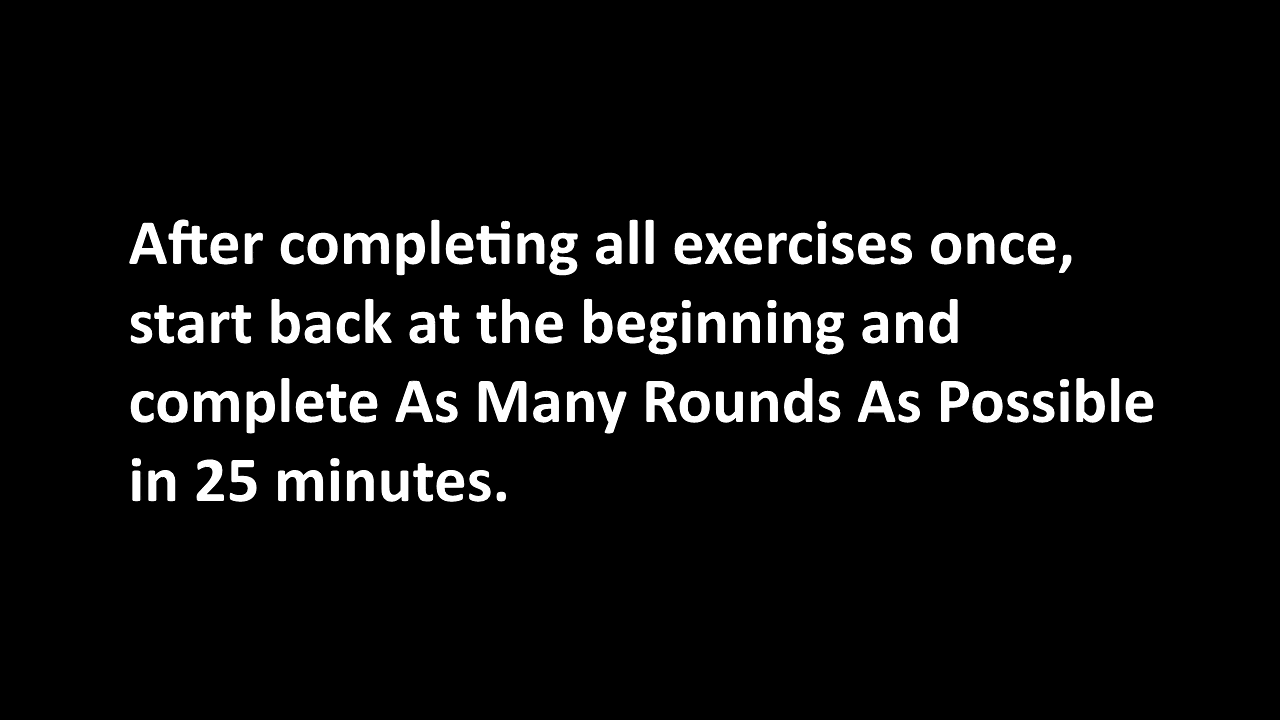 After completing all exercises once,
start back at the beginning and
complete As Many Rounds As Possible
in 25 minutes.